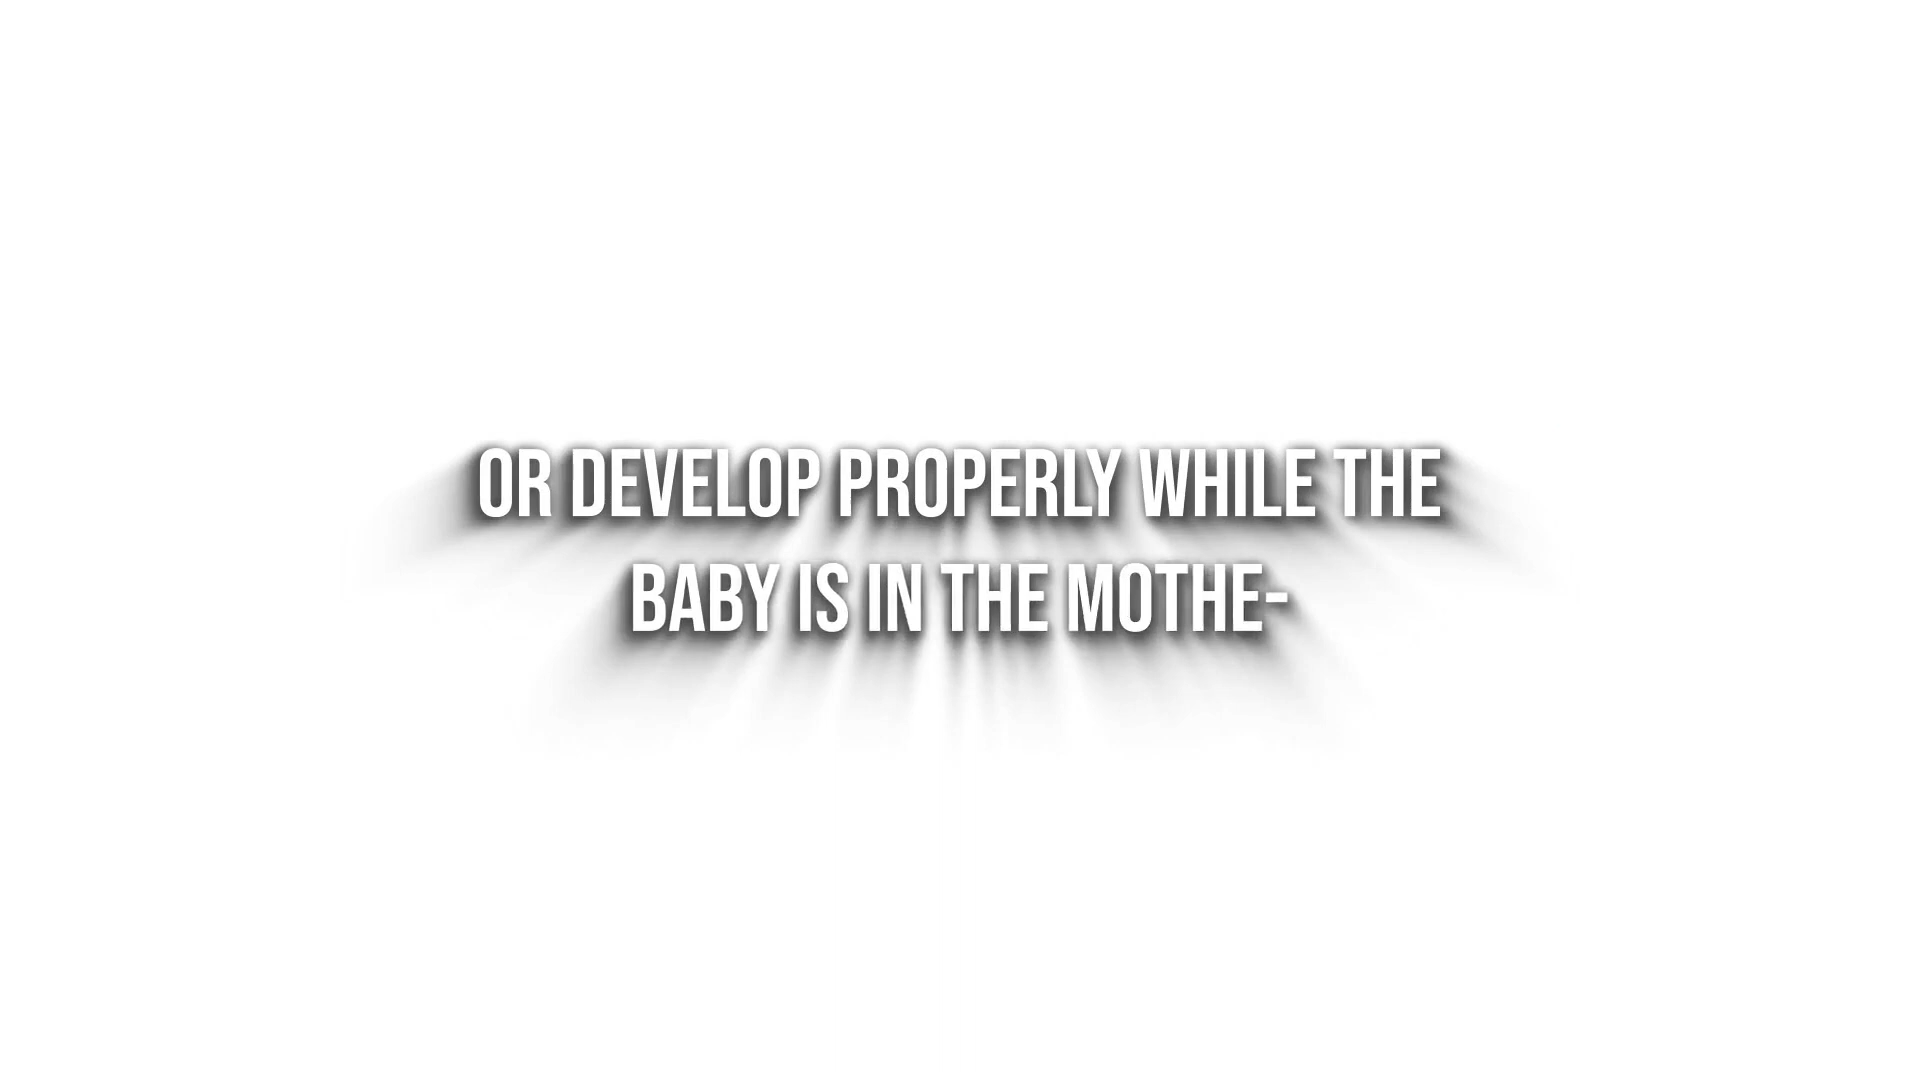 OR DEVELOP PROPERLY WHILE THE
BABY IS IN THE MOTHE-